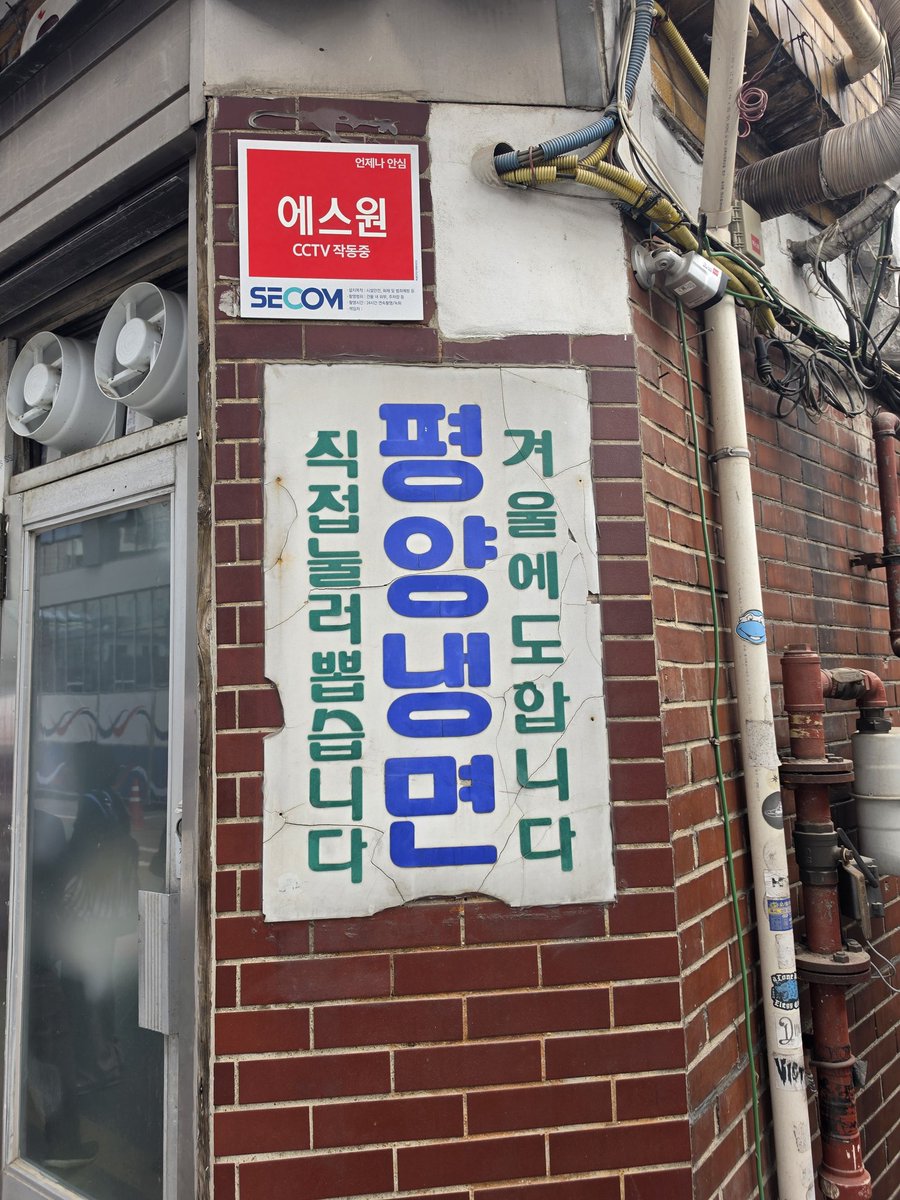 언제나 안심
에스원
CCTV 작동중
SECOM
겨울에도합니다
평양냉면
직접눌러뽑습니다